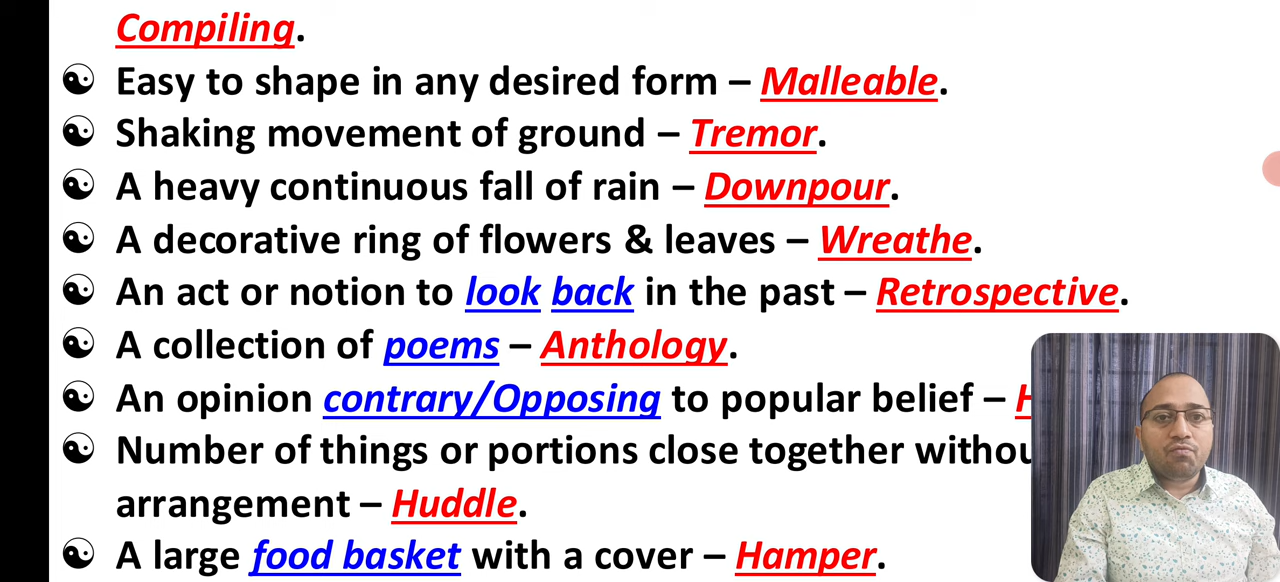 Compiling.
Easy to shape in any desired form – Malleable.
Shaking movement of ground – Tremor.
A heavy continuous fall of rain – Downpour.
A decorative ring of flowers & leaves – Wreathe.
An act or notion to look back in the past – Retrospective.
A collection of poems – Anthology.
An opinion contrary/Opposing to popular belief –
Number of things or portions close together
arrangement – Huddle.
A large food basket with a cover – Hamper.